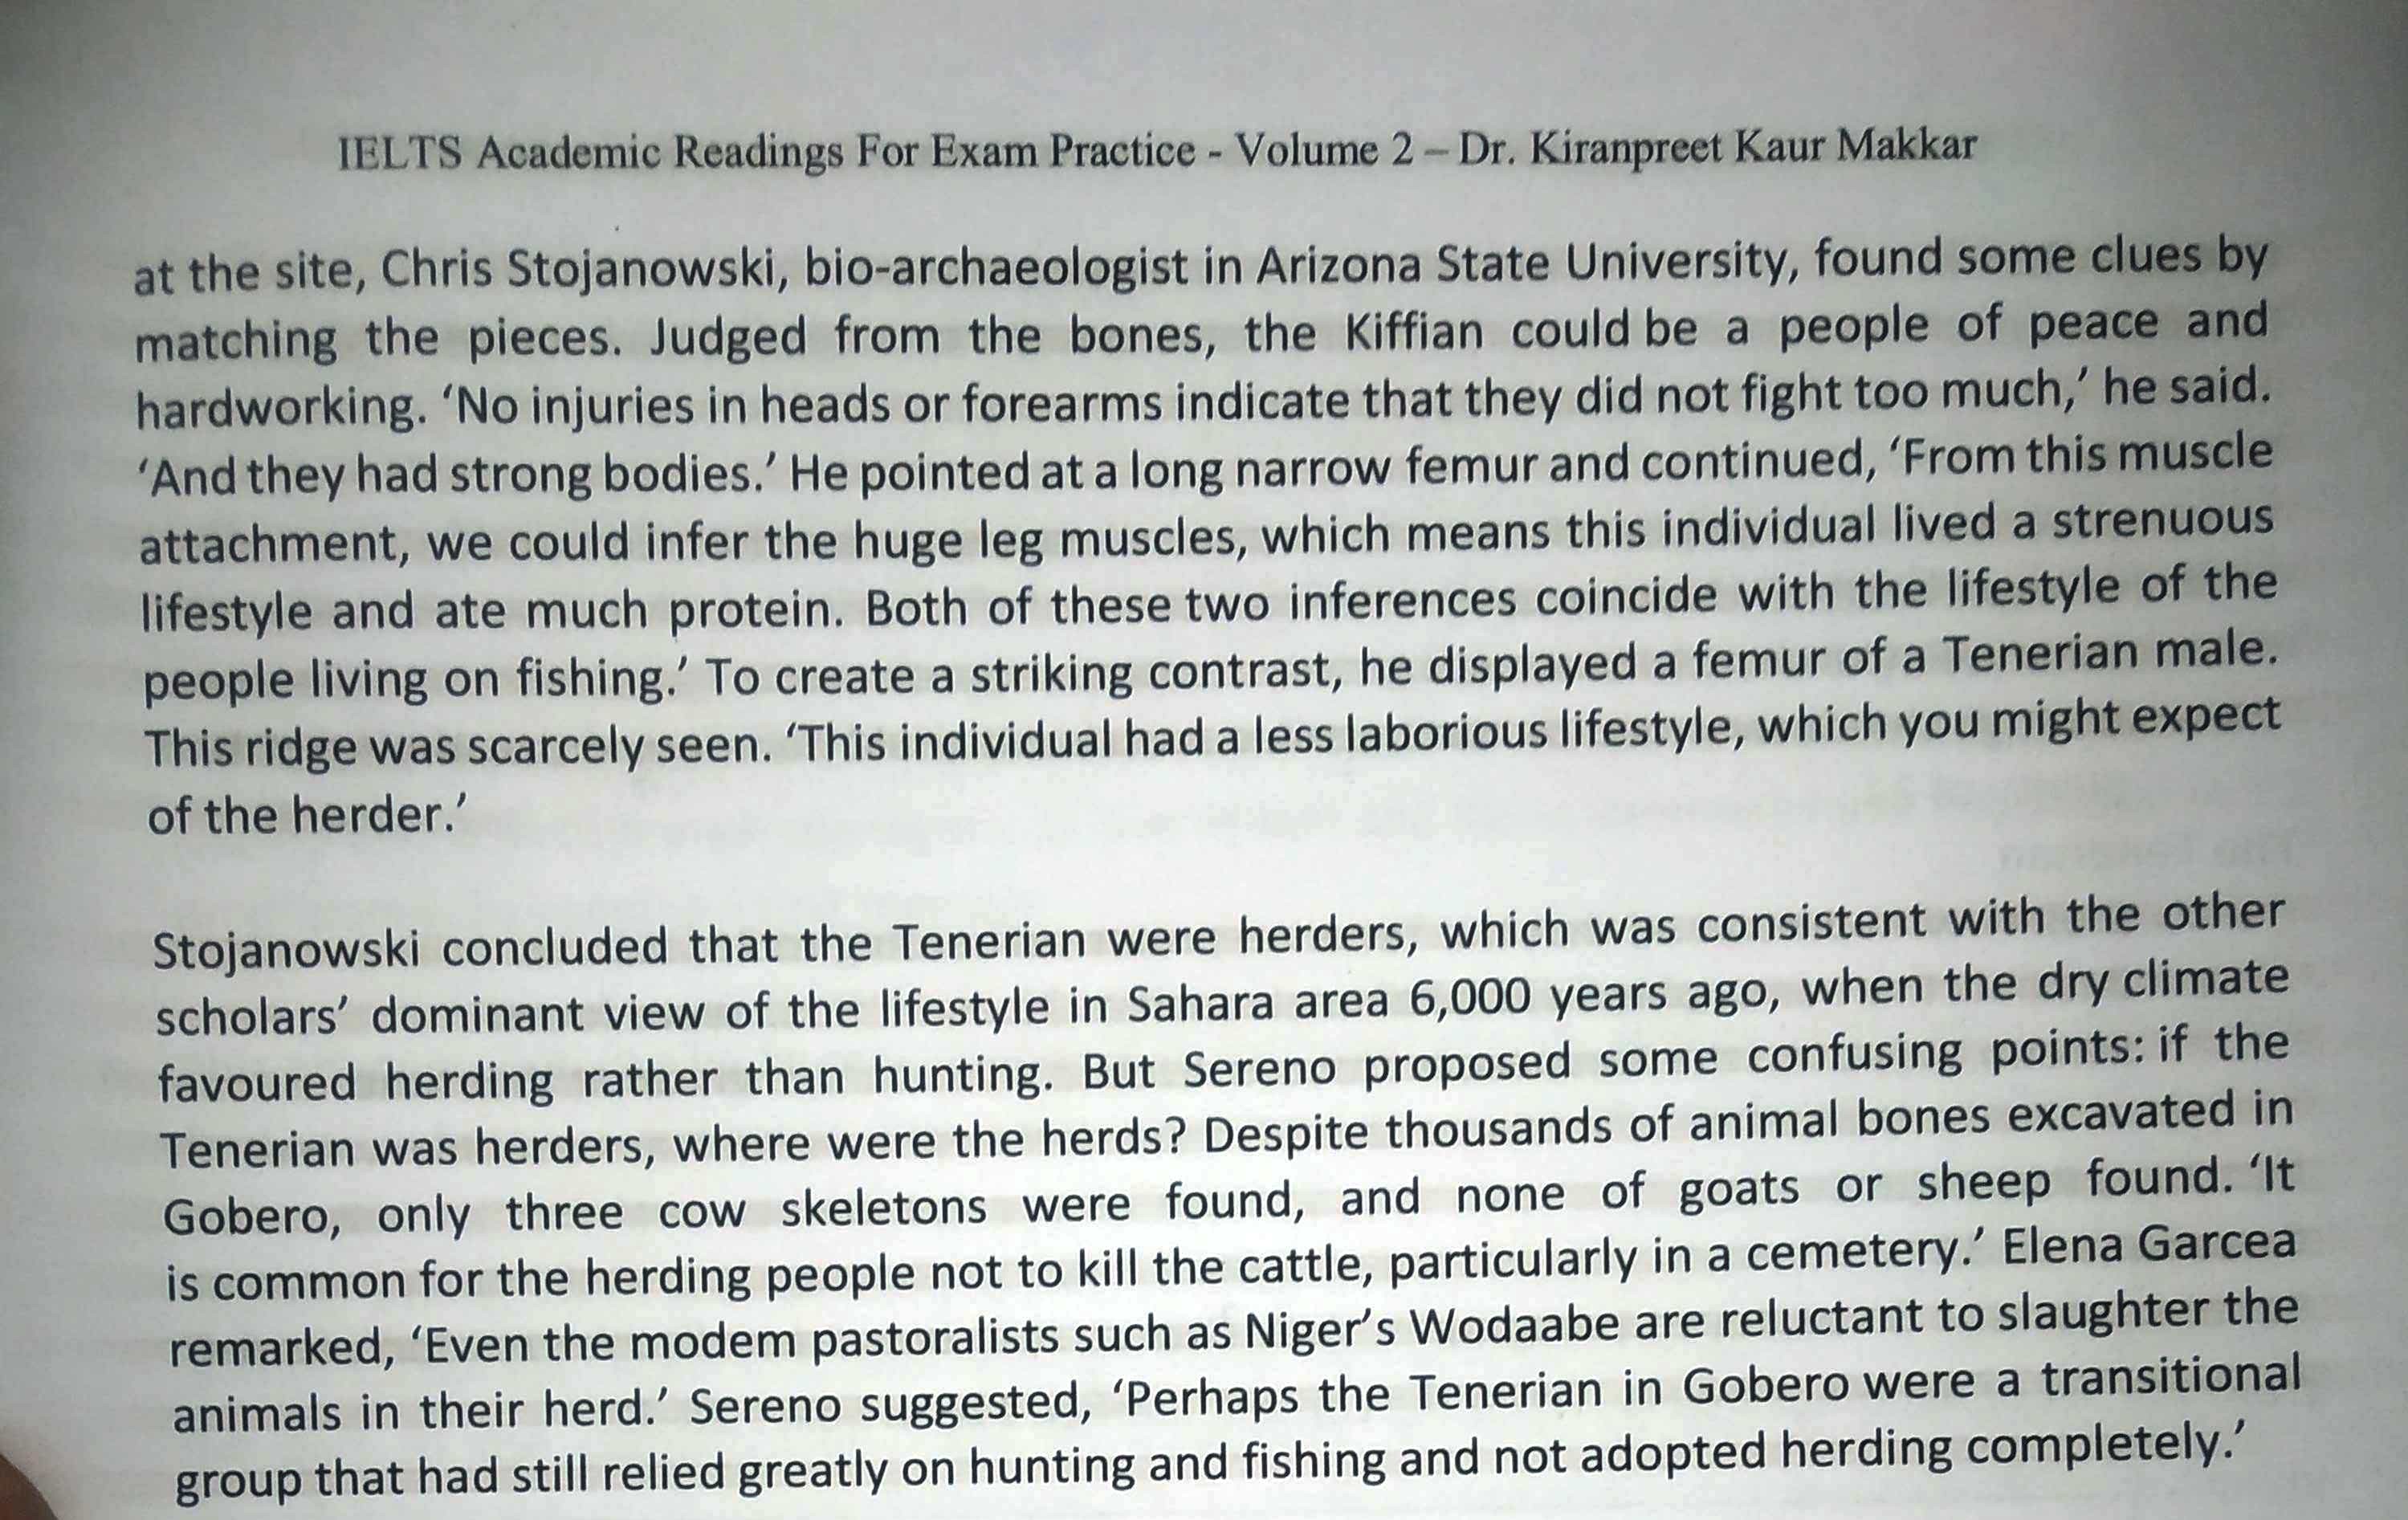 IELTS Academic Readings For Exam Practice - Volume 2 – Dr. Kiranpreet Kaur Makkar
at the site, Chris Stojanowski, bio-archaeologist in Arizona State University, found some clues by
matching the pieces. Judged from the bones, the Kiffian could be a people of peace and
hardworking. ‘No injuries in heads or forearms indicate that they did not fight too much,’ he said.
‘And they had strong bodies.’ He pointed at a long narrow femur and continued, ‘From this muscle
attachment, we could infer the huge leg muscles, which means this individual lived a strenuous
lifestyle and ate much protein. Both of these two inferences coincide with the lifestyle of the
people living on fishing.’ To create a striking contrast, he displayed a femur of a Tenerian male.
This ridge was scarcely seen. ‘This individual had a less laborious lifestyle, which you might expect
of the herder.’
Stojanowski concluded that the Tenerian were herders, which was consistent with the other
scholars’ dominant view of the lifestyle in Sahara area 6,000 years ago, when the dry climate
favoured herding rather than hunting. But Sereno proposed some confusing points: if the
Tenerian was herders, where were the herds? Despite thousands of animal bones excavated in
Gobero, only three cow skeletons were found, and none of goats or sheep found. ‘It
is common for the herding people not to kill the cattle, particularly in a cemetery.’ Elena Garcea
remarked, ‘Even the modem pastoralists such as Niger’s Wodaabe are reluctant to slaughter the
animals in their herd.’ Sereno suggested, ‘Perhaps the Tenerian in Gobero were a transitional
group that had still relied greatly on hunting and fishing and not adopted herding completely.’